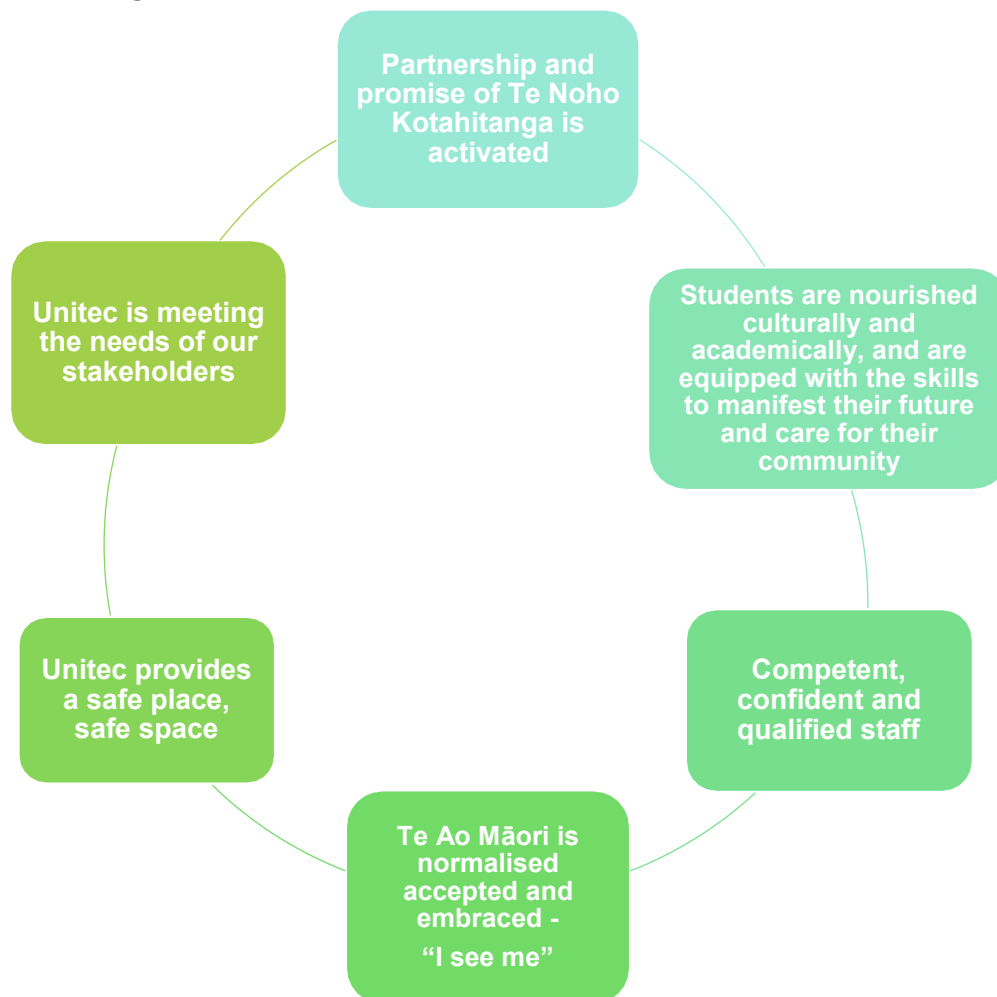 Partnership and
promise of Te Noho
Kotahitanga is
activated
Students are nourished
culturally and
academically, and are
equipped with the skills
to manifest their future
and care for their
community
Competent,
confident and
qualified staff
Te Ao Māori is
normalised
accepted and
embraced -
“I see me”
Unitec provides
a safe place,
safe space
Unitec is meeting
the needs of our
stakeholders